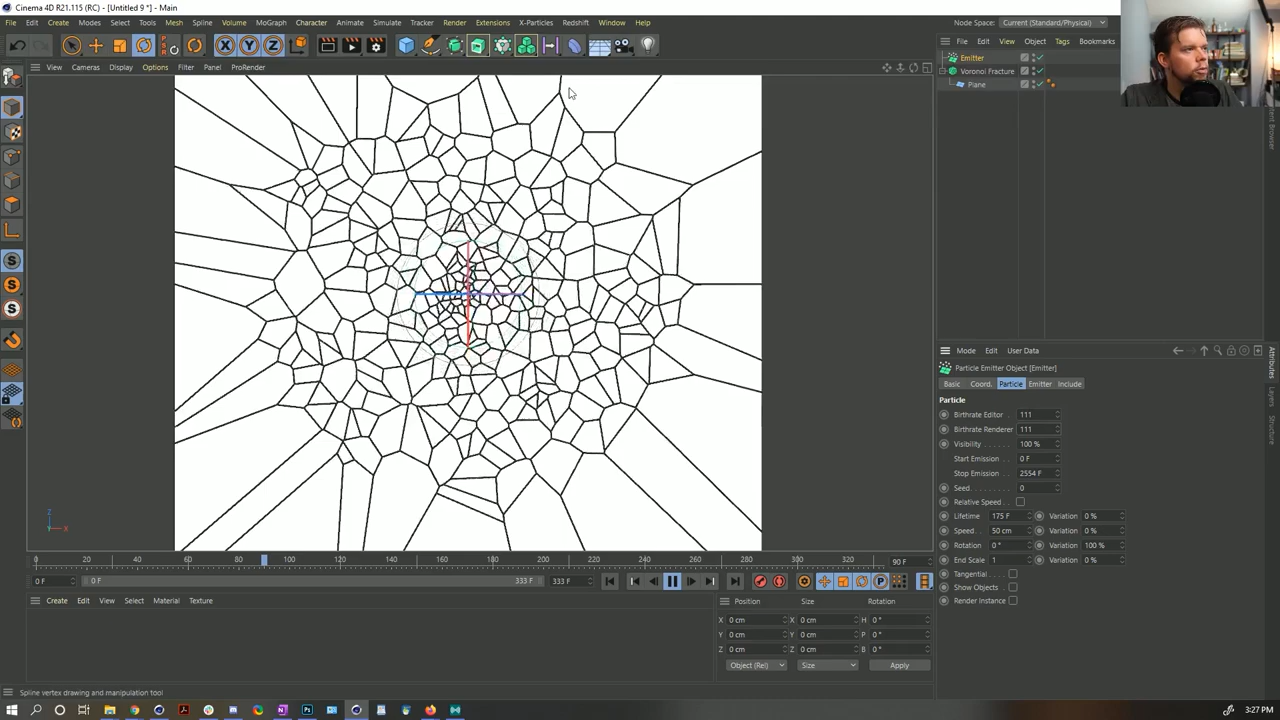 Cinema 4D R21.115 (RC) - [Untitled 9 *] - Main
File Edit Create Modes Select Tools Mesh Spline Volume MoGraph Character Animate Simulate Tracker Render Extensions X-Particles Redshift Window Help
Node Space: Current (Standard/Physical)
File Edit View Object Tags Bookmarks
View Cameras Display Options Filter Panel ProRender
X Y Z
Emitter
Voronoi Fracture
Plane
Content Browser
Mode Edit User Data
Particle Emitter Object [Emitter]
Basic Coord. Particle Emitter Include
Particle
Birthrate Editor 111
Birthrate Renderer 111
Visibility 100 %
Start Emission 0 F
Stop Emission 2554 F
Seed 0
Relative Speed
Lifetime 175 F Variation 0 %
Speed 50 cm Variation 0 %
Rotation 0 ° Variation 100 %
End Scale 1 Variation 0 %
Tangential
Show Objects
Render Instance
Attributes
Layers
Structure
Z
Y X
0 20 40 60 80 100 120 140 160 180 200 220 240 260 280 300 320 90 F
0 F 0 F 333 F 333 F
Create Edit View Select Material Texture
Position Size Rotation
X 0 cm X 0 cm H 0 °
Y 0 cm Y 0 cm P 0 °
Z 0 cm Z 0 cm B 0 °
Object (Rel) Size Apply
Spline vertex drawing and manipulation tool
3:27 PM